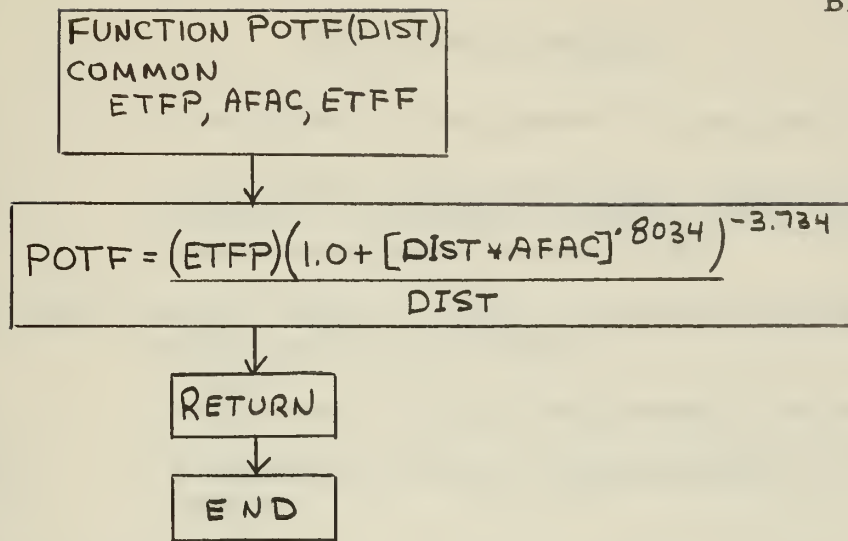 B
FUNCTION POTF(DIST)
COMMON
ETFP, AFAC, ETFF
POTF = (ETFP)(1.0+ [DIST * AFAC]^.8034)^-3.734
DIST
RETURN
END